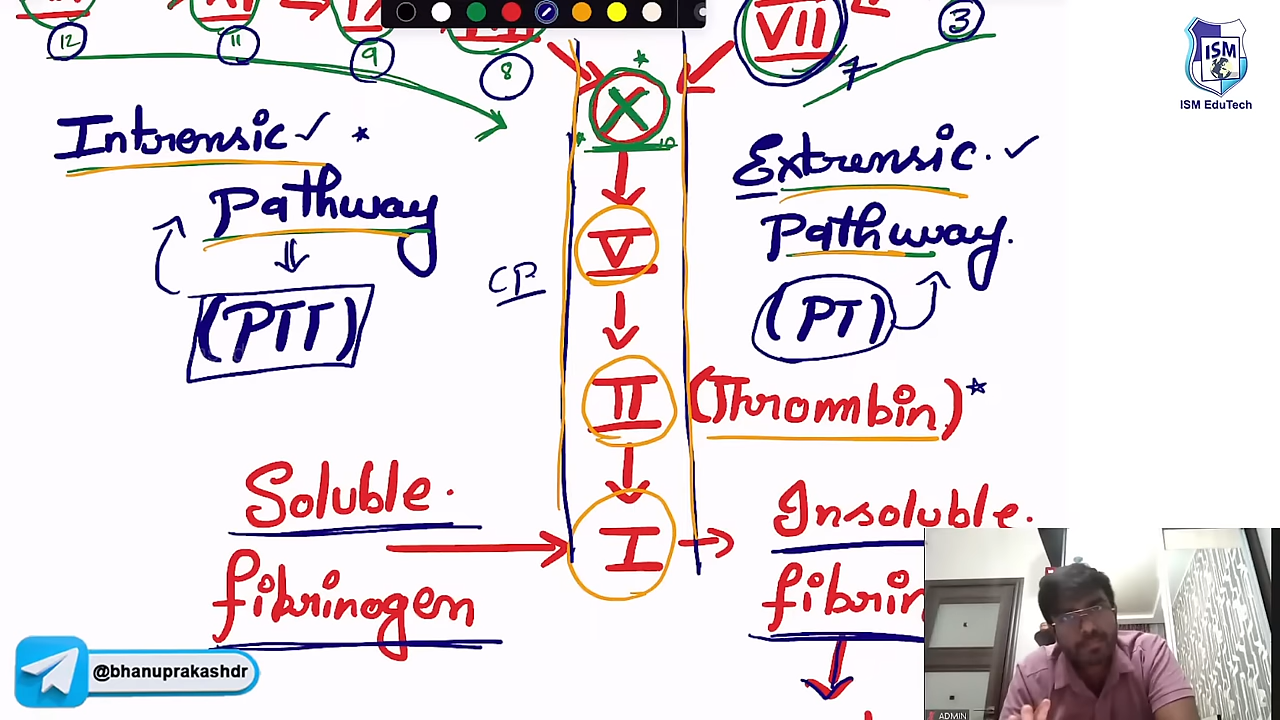 VII
ISM
ISM EduTech
12
11
9
8
7
3
X
10
Intrensic ✓ *
Pathway
(PTT)
Extrensic. ✓
Pathway.
(PT)
V
CP
II (Thrombin) *
I
Soluble.
fibrinogen
Insoluble.
fibrin
@bhanuprakashdr
ADMIN